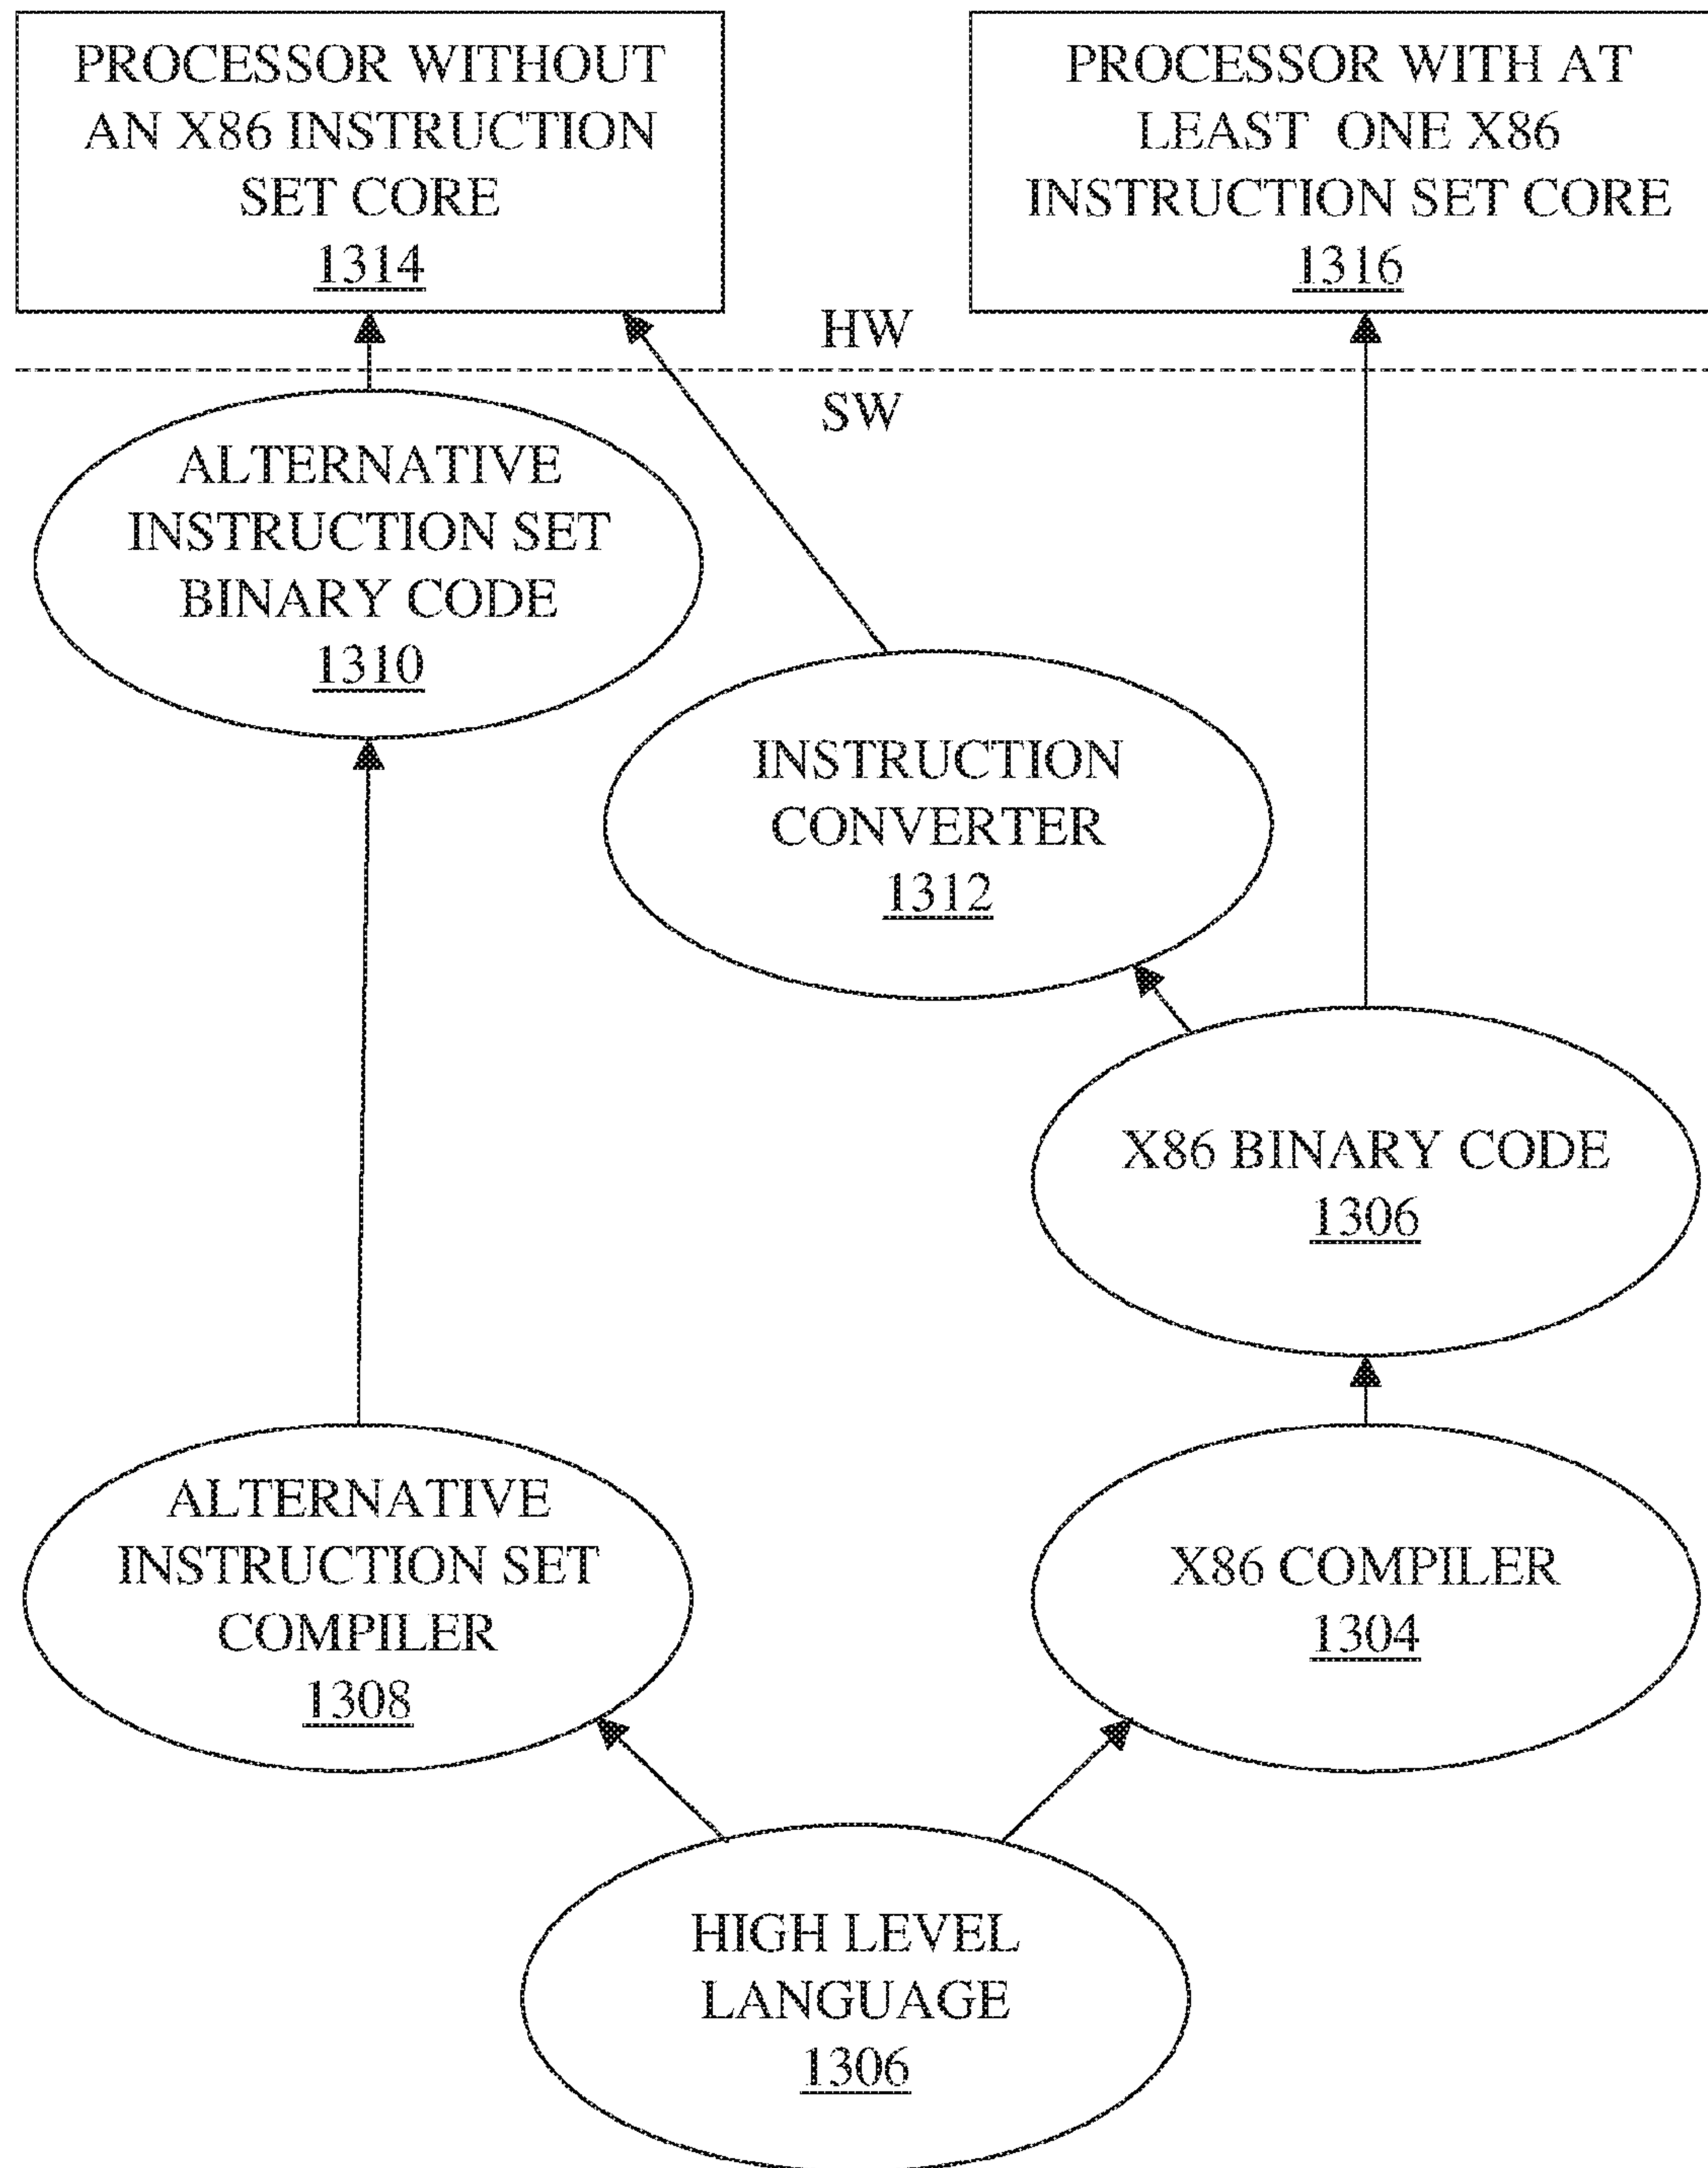 PROCESSOR WITHOUT
AN X86 INSTRUCTION
SET CORE
1314
PROCESSOR WITH AT
LEAST ONE X86
INSTRUCTION SET CORE
1316
HW
SW
ALTERNATIVE
INSTRUCTION SET
BINARY CODE
1310
INSTRUCTION
CONVERTER
1312
X86 BINARY CODE
1306
ALTERNATIVE
INSTRUCTION SET
COMPILER
1308
X86 COMPILER
1304
HIGH LEVEL
LANGUAGE
1306